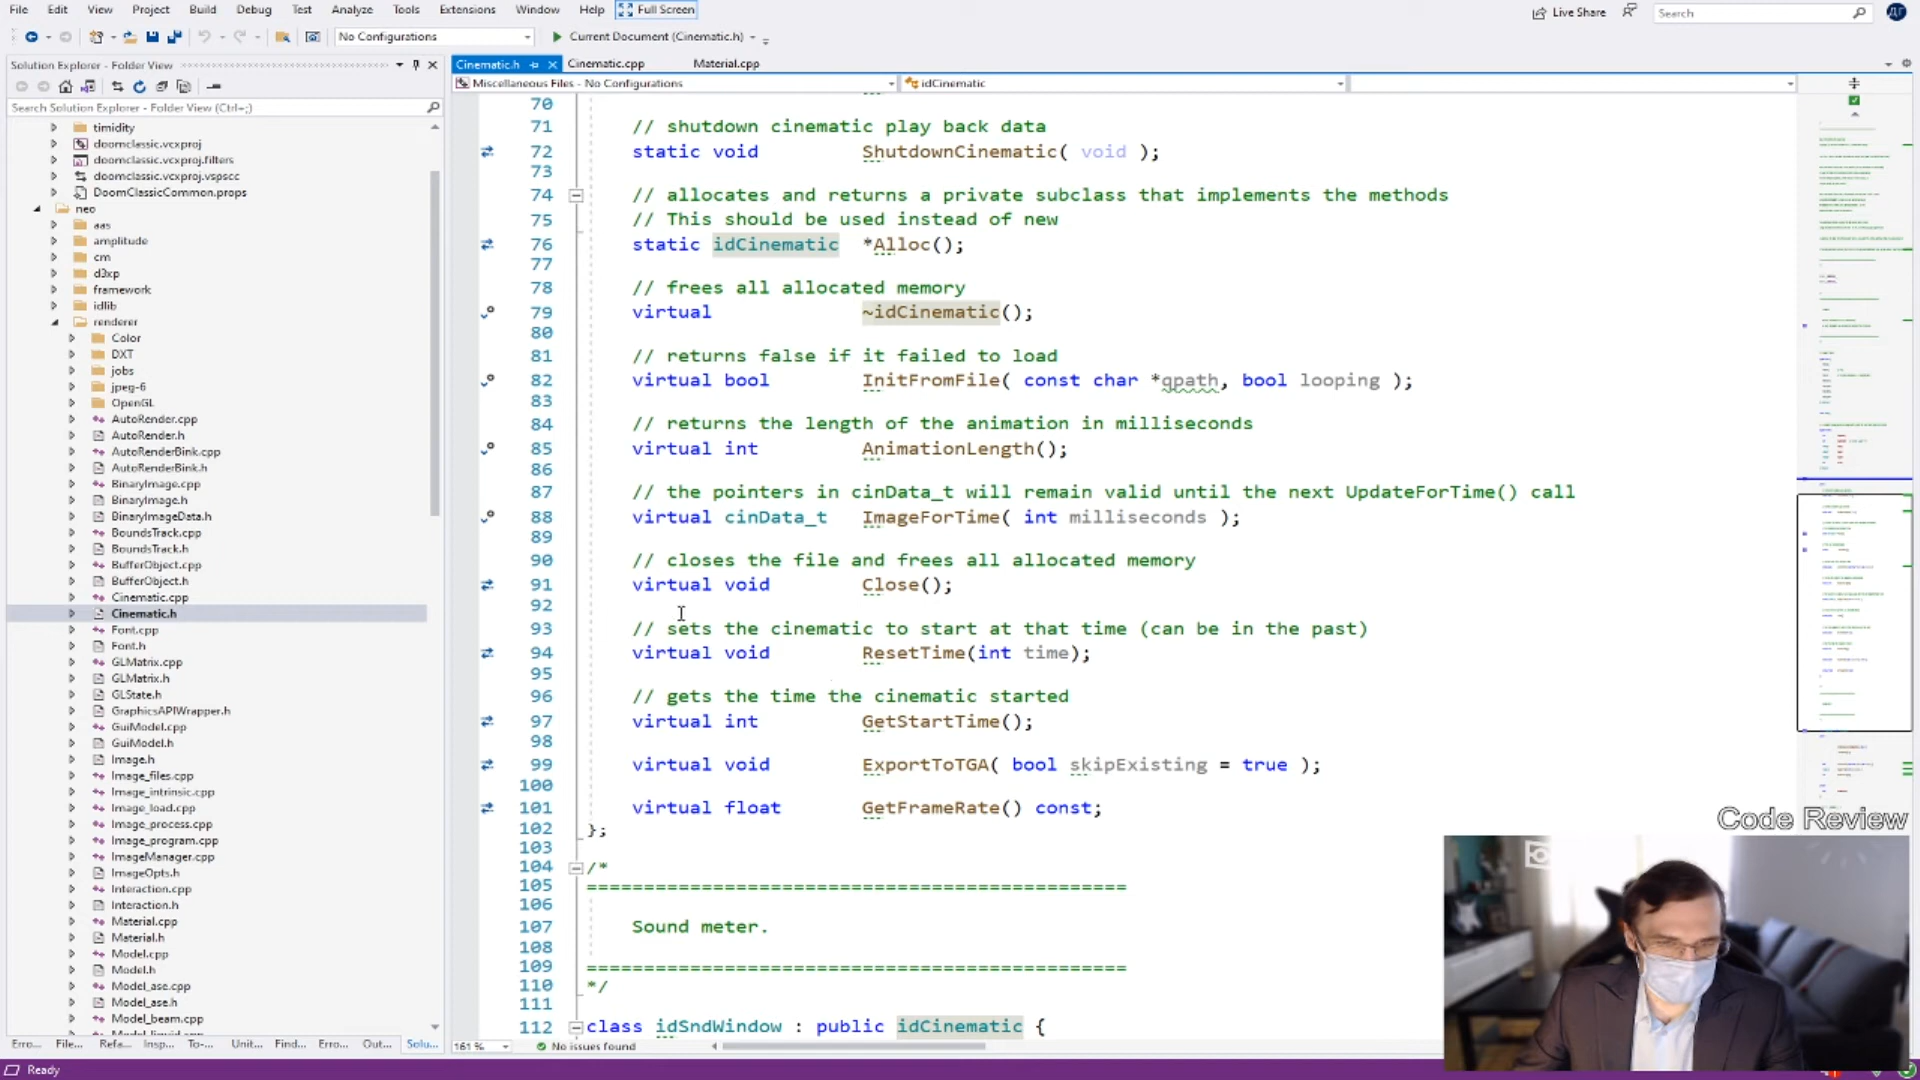 File Edit View Project Build Debug Test Analyze Tools Extensions Window Help Full Screen
Live Share Search ДГ
No Configurations Current Document (Cinematic.h)
Solution Explorer - Folder View
Search Solution Explorer - Folder View (Ctrl+;)
timidity
doomclassic.vcxproj
doomclassic.vcxproj.filters
doomclassic.vcxproj.vspscc
DoomClassicCommon.props
neo
aas
amplitude
cm
d3xp
framework
idlib
renderer
Color
DXT
jobs
jpeg-6
OpenGL
AutoRender.cpp
AutoRender.h
AutoRenderBink.cpp
AutoRenderBink.h
BinaryImage.cpp
BinaryImage.h
BinaryImageData.h
BoundsTrack.cpp
BoundsTrack.h
BufferObject.cpp
BufferObject.h
Cinematic.cpp
Cinematic.h
Font.cpp
Font.h
GLMatrix.cpp
GLMatrix.h
GLState.h
GraphicsAPIWrapper.h
GuiModel.cpp
GuiModel.h
Image.h
Image_files.cpp
Image_intrinsic.cpp
Image_load.cpp
Image_process.cpp
Image_program.cpp
ImageManager.cpp
ImageOpts.h
Interaction.cpp
Interaction.h
Material.cpp
Material.h
Model.cpp
Model.h
Model_ase.cpp
Model_ase.h
Model_beam.cpp
Model_liquid.cpp
Erro... File... Refa... Insp... To-... Unit... Find... Erro... Out... Solu...
Cinematic.h Cinematic.cpp Material.cpp
Miscellaneous Files - No Configurations idCinematic
70
71 // shutdown cinematic play back data
72 static void ShutdownCinematic( void );
73
74 // allocates and returns a private subclass that implements the methods
75 // This should be used instead of new
76 static idCinematic *Alloc();
77
78 // frees all allocated memory
79 virtual ~idCinematic();
80
81 // returns false if it failed to load
82 virtual bool InitFromFile( const char *qpath, bool looping );
83
84 // returns the length of the animation in milliseconds
85 virtual int AnimationLength();
86
87 // the pointers in cinData_t will remain valid until the next UpdateForTime() call
88 virtual cinData_t ImageForTime( int milliseconds );
89
90 // closes the file and frees all allocated memory
91 virtual void Close();
92
93 // sets the cinematic to start at that time (can be in the past)
94 virtual void ResetTime(int time);
95
96 // gets the time the cinematic started
97 virtual int GetStartTime();
98
99 virtual void ExportToTGA( bool skipExisting = true );
100
101 virtual float GetFrameRate() const;
102 };
103
104 /*
105 ===============================================
106
107 Sound meter.
108
109 ===============================================
110 */
111
112 class idSndWindow : public idCinematic {
161 % No issues found
Code Review
Ready